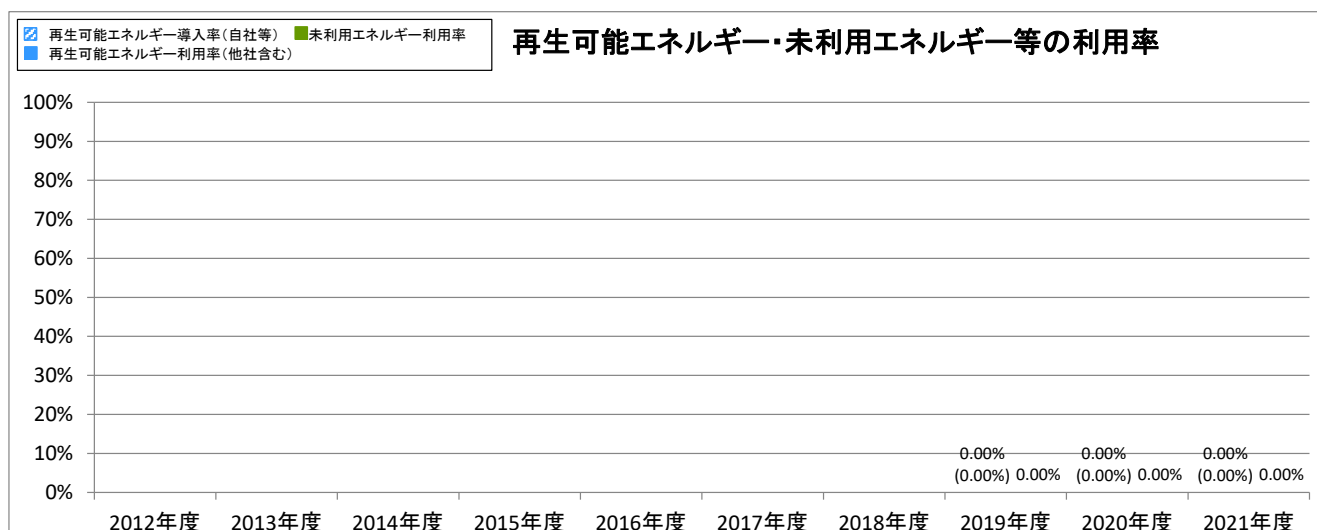 再生可能エネルギー導入率（自社等） 未利用エネルギー利用率
再生可能エネルギー利用率（他社含む）
再生可能エネルギー・未利用エネルギー等の利用率
100%
90%
80%
70%
60%
50%
40%
30%
20%
10%
0%
0.00% 0.00% 0.00%
(0.00%) 0.00% (0.00%) 0.00% (0.00%) 0.00%
2012年度 2013年度 2014年度 2015年度 2016年度 2017年度 2018年度 2019年度 2020年度 2021年度